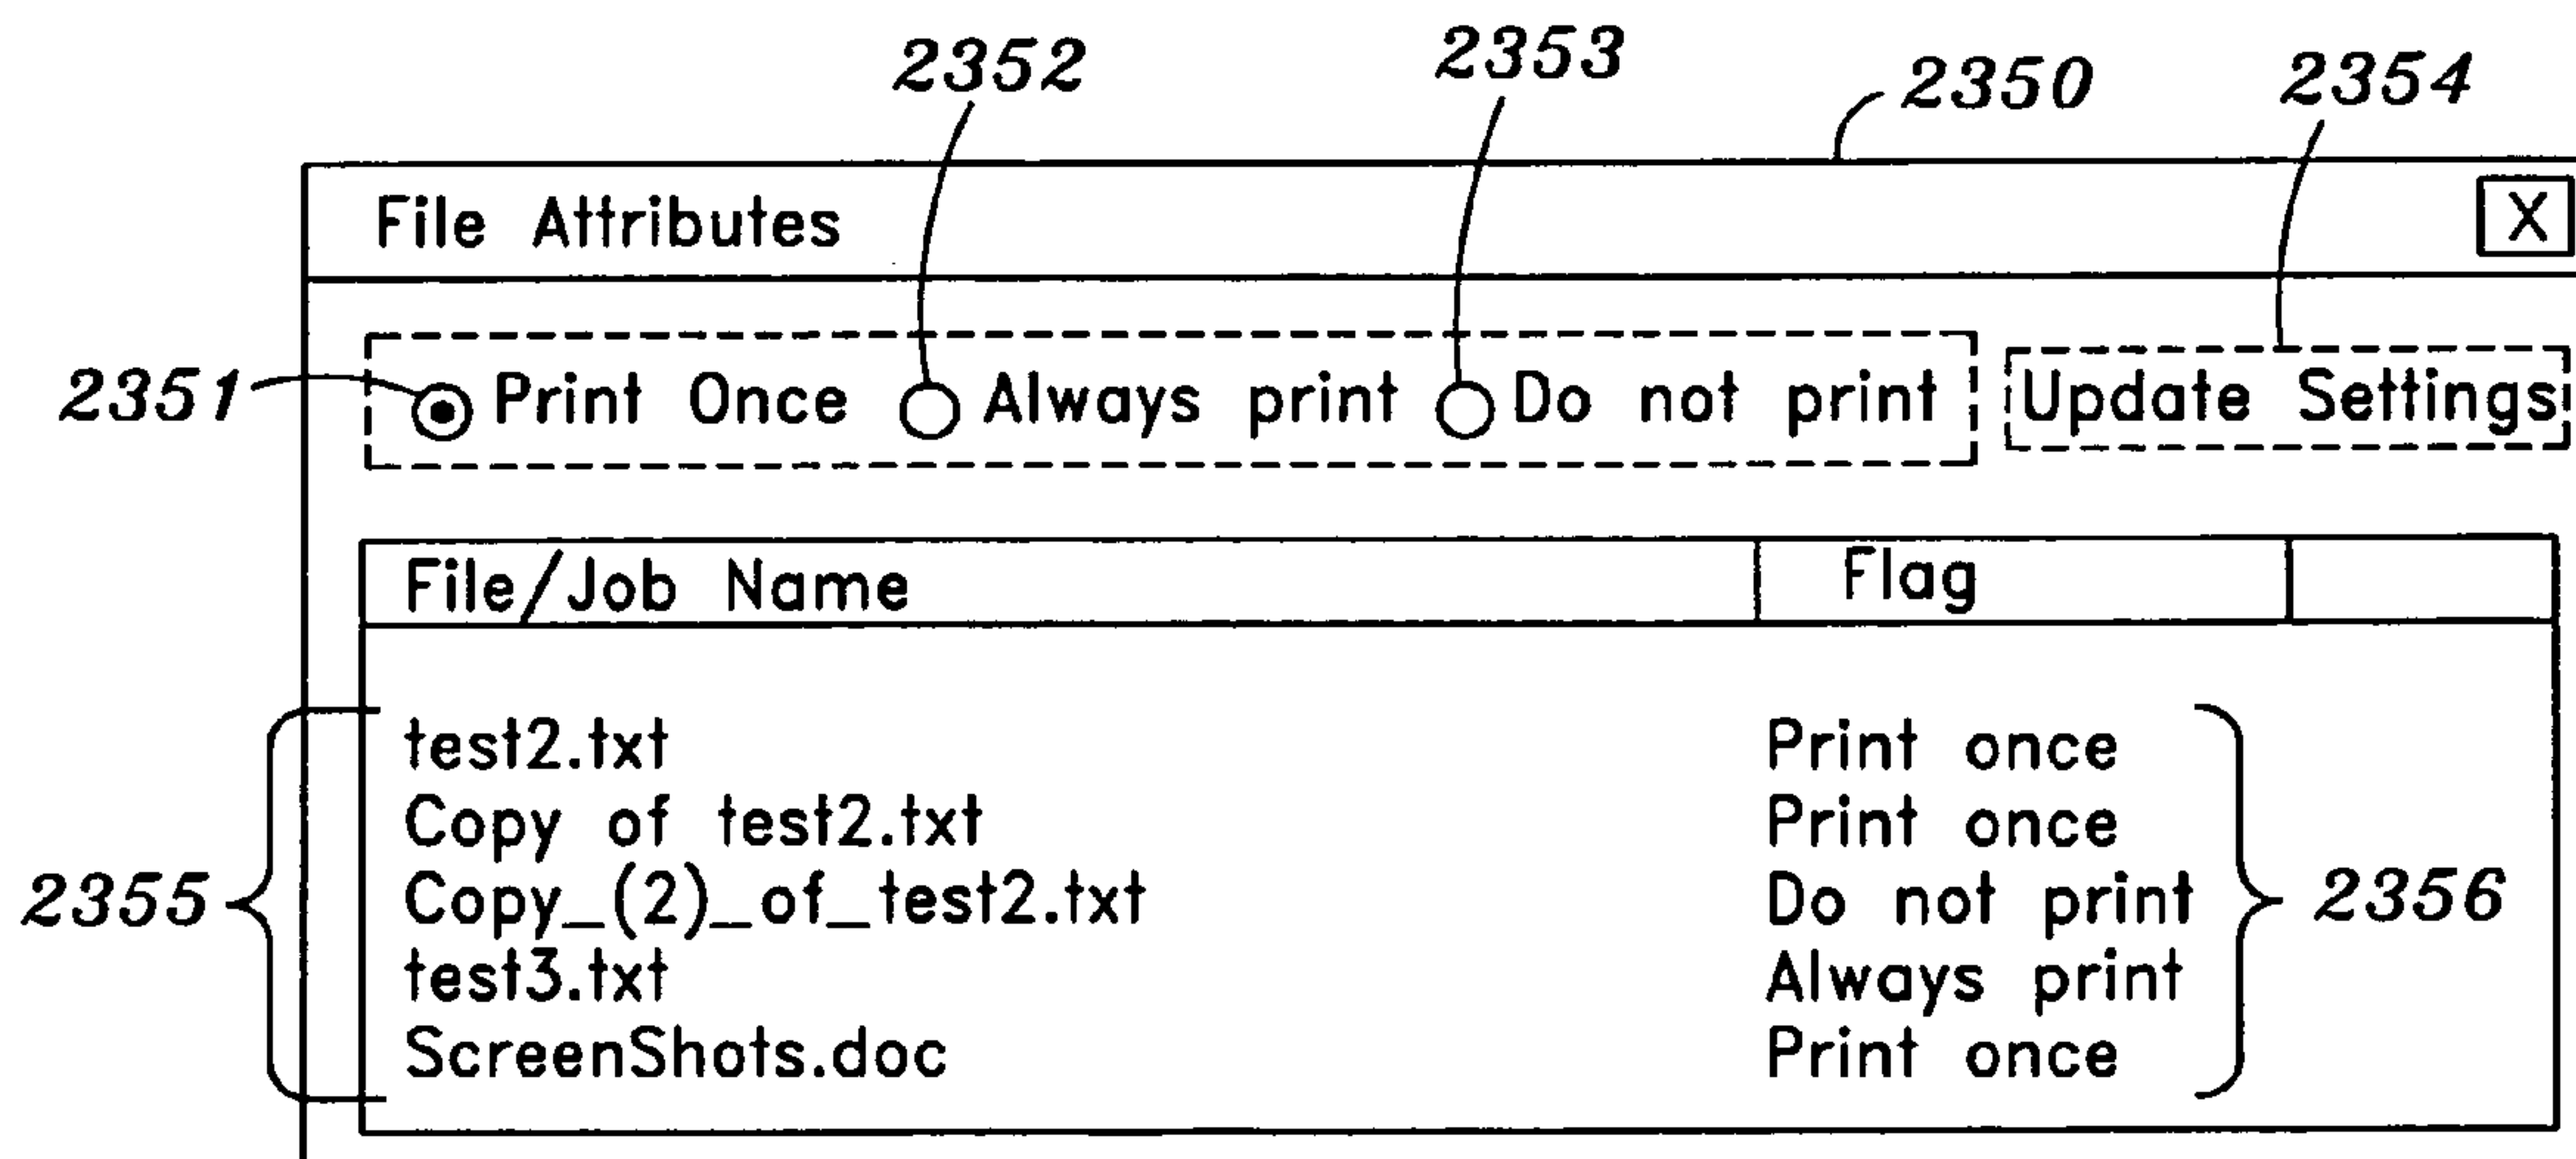 2352 2353 2350 2354
File Attributes X
2351 Print Once Always print Do not print Update Settings
File/Job Name Flag
test2.txt Print once
Copy of test2.txt Print once
2355 Copy_(2)_of_test2.txt Do not print 2356
test3.txt Always print
ScreenShots.doc Print once